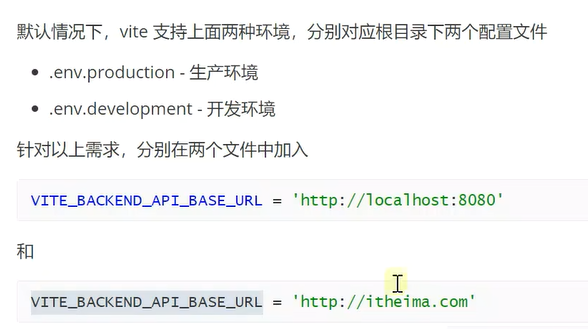 默认情况下，vite 支持上面两种环境，分别对应根目录下两个配置文件
.env.production - 生产环境
.env.development - 开发环境
针对以上需求，分别在两个文件中加入
VITE_BACKEND_API_BASE_URL = 'http://localhost:8080'
和
VITE_BACKEND_API_BASE_URL = 'http://itheima.com'